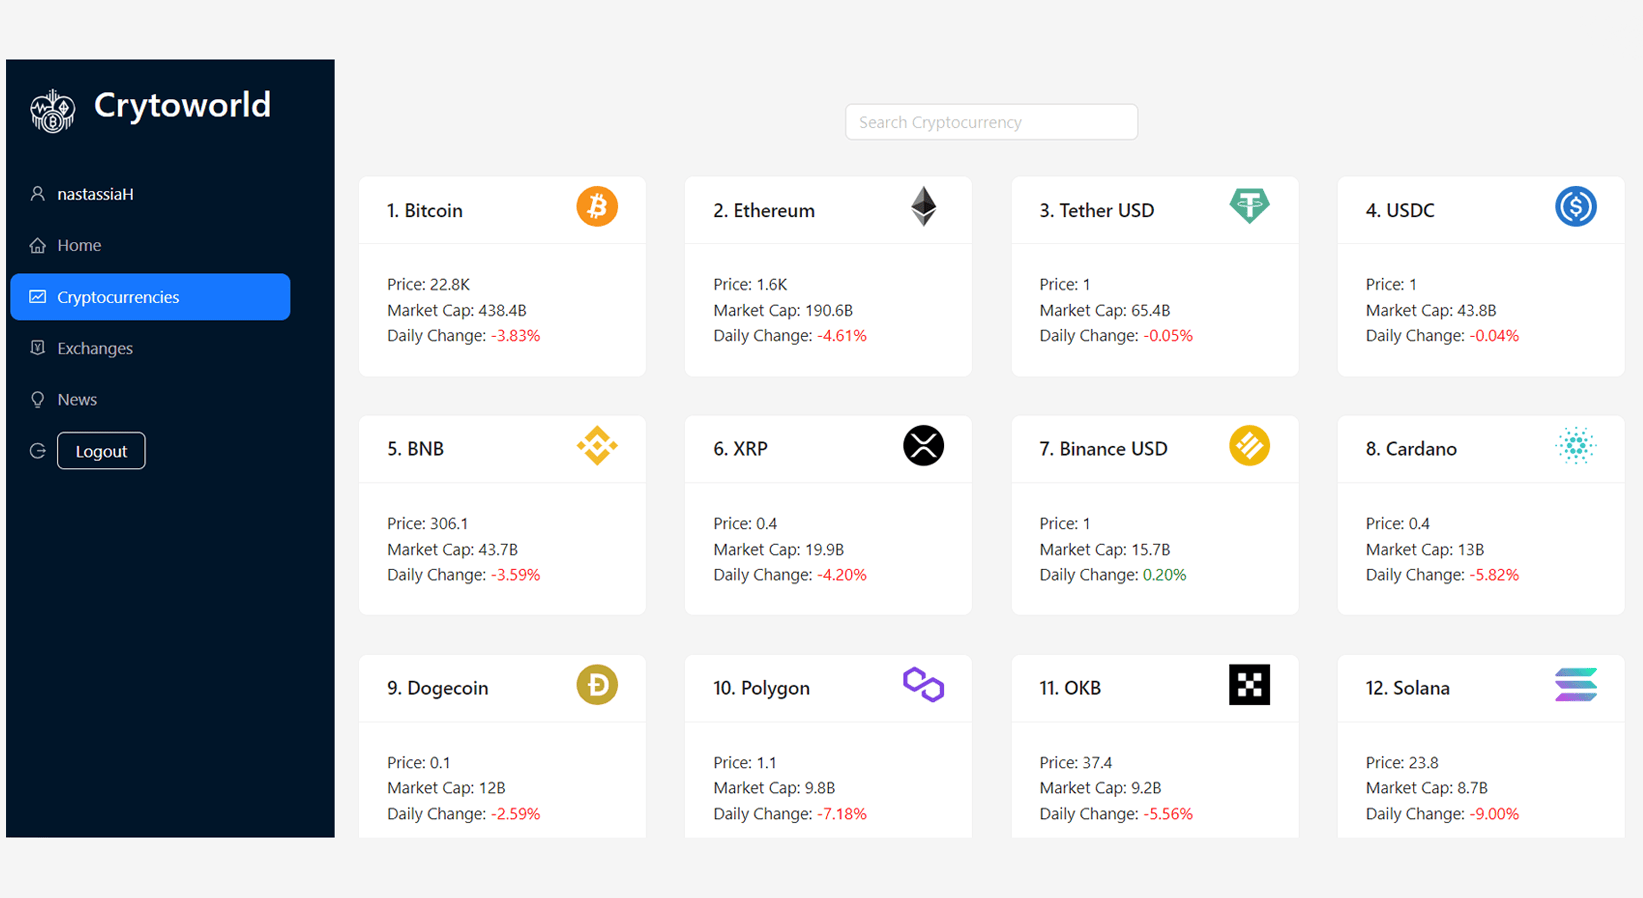 Crytoworld
nastassiaH
Home
Cryptocurrencies
Exchanges
News
Logout
Search Cryptocurrency
1. Bitcoin
Price: 22.8K
Market Cap: 438.4B
Daily Change: -3.83%
2. Ethereum
Price: 1.6K
Market Cap: 190.6B
Daily Change: -4.61%
3. Tether USD
Price: 1
Market Cap: 65.4B
Daily Change: -0.05%
4. USDC
Price: 1
Market Cap: 43.8B
Daily Change: -0.04%
5. BNB
Price: 306.1
Market Cap: 43.7B
Daily Change: -3.59%
6. XRP
Price: 0.4
Market Cap: 19.9B
Daily Change: -4.20%
7. Binance USD
Price: 1
Market Cap: 15.7B
Daily Change: 0.20%
8. Cardano
Price: 0.4
Market Cap: 13B
Daily Change: -5.82%
9. Dogecoin
Price: 0.1
Market Cap: 12B
Daily Change: -2.59%
10. Polygon
Price: 1.1
Market Cap: 9.8B
Daily Change: -7.18%
11. OKB
Price: 37.4
Market Cap: 9.2B
Daily Change: -5.56%
12. Solana
Price: 23.8
Market Cap: 8.7B
Daily Change: -9.00%